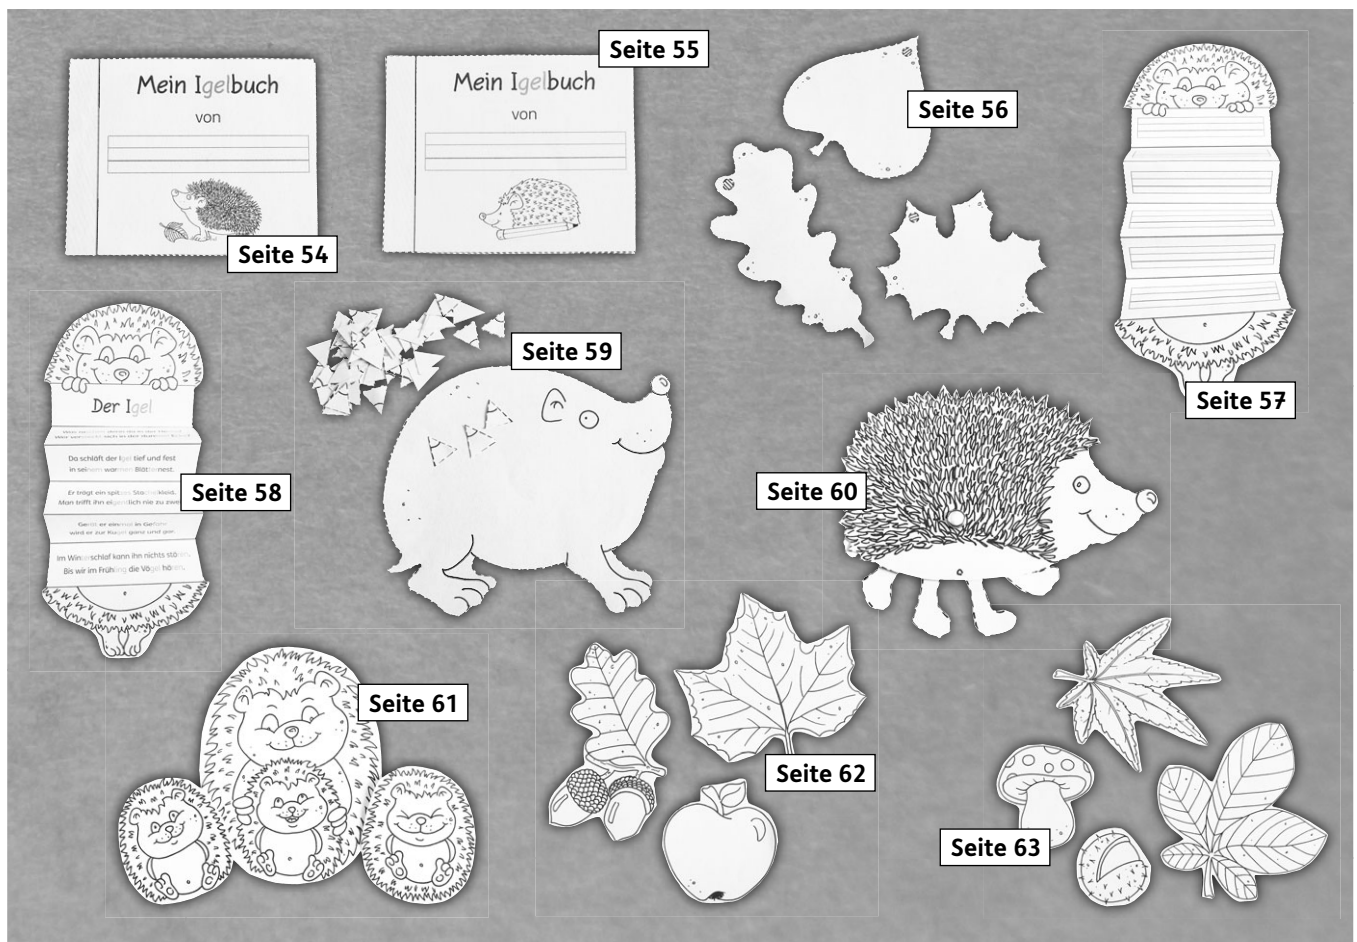 Mein Igelbuch
von
Seite 54
Mein Igelbuch
von
Seite 55
Seite 56
Seite 57
Der Igel
Da schläft der Igel tief und fest
in seinem warmen Blätternest.
Er trägt ein spitzes Stachelkleid.
Man trifft ihn eigentlich nie zu zweit
Gerät er einmal in Gefahr
wird er zur Kugel ganz und gar.
Im Winterschlaf kann ihn nichts stören.
Bis wir im Frühling die Vögel hören.
Seite 58
Seite 59
Seite 60
Seite 61
Seite 62
Seite 63